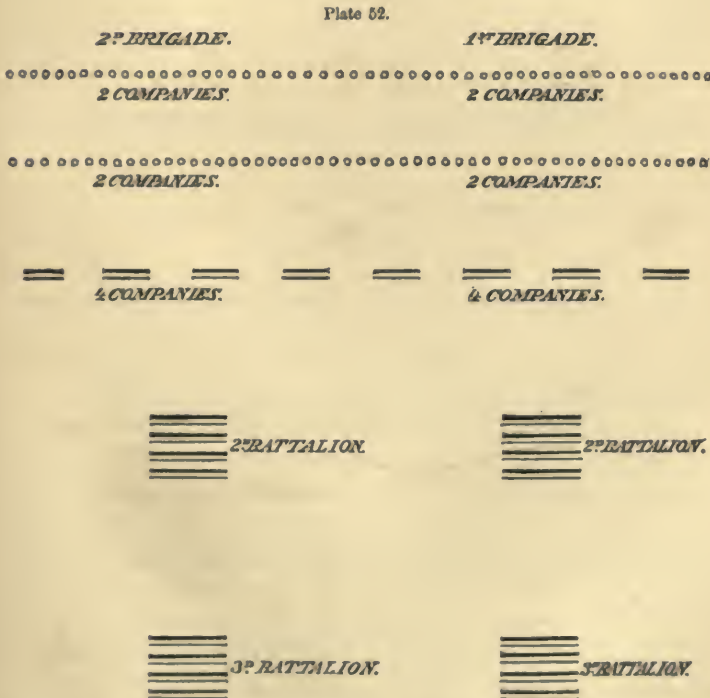 Plate 52.
2D BRIGADE. 1ST BRIGADE.
2 COMPANIES. 2 COMPANIES.
2 COMPANIES. 2 COMPANIES.
4 COMPANIES. 4 COMPANIES.
2D BATTALION. 2D BATTALION.
3D BATTALION. 3D BATTALION.